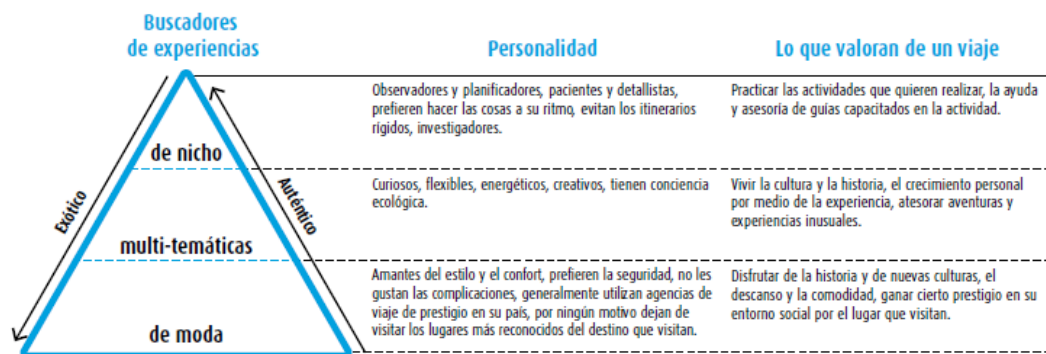 Buscadores
de experiencias
Personalidad
Lo que valoran de un viaje
Observadores y planificadores, pacientes y detallistas,
prefieren hacer las cosas a su ritmo, evitan los itinerarios
rígidos, investigadores.
Practicar las actividades que quieren realizar, la ayuda
y asesoría de guías capacitados en la actividad.
de nicho
Exótico
Auténtico
Curiosos, flexibles, energéticos, creativos, tienen conciencia
ecológica.
Vivir la cultura y la historia, el crecimiento personal
por medio de la experiencia, atesorar aventuras y
experiencias inusuales.
multi-temáticas
Amantes del estilo y el confort, prefieren la seguridad, no les
gustan las complicaciones, generalmente utilizan agencias de
viaje de prestigio en su país, por ningún motivo dejan de
visitar los lugares más reconocidos del destino que visitan.
Disfrutar de la historia y de nuevas culturas, el
descanso y la comodidad, ganar cierto prestigio en su
entorno social por el lugar que visitan.
de moda